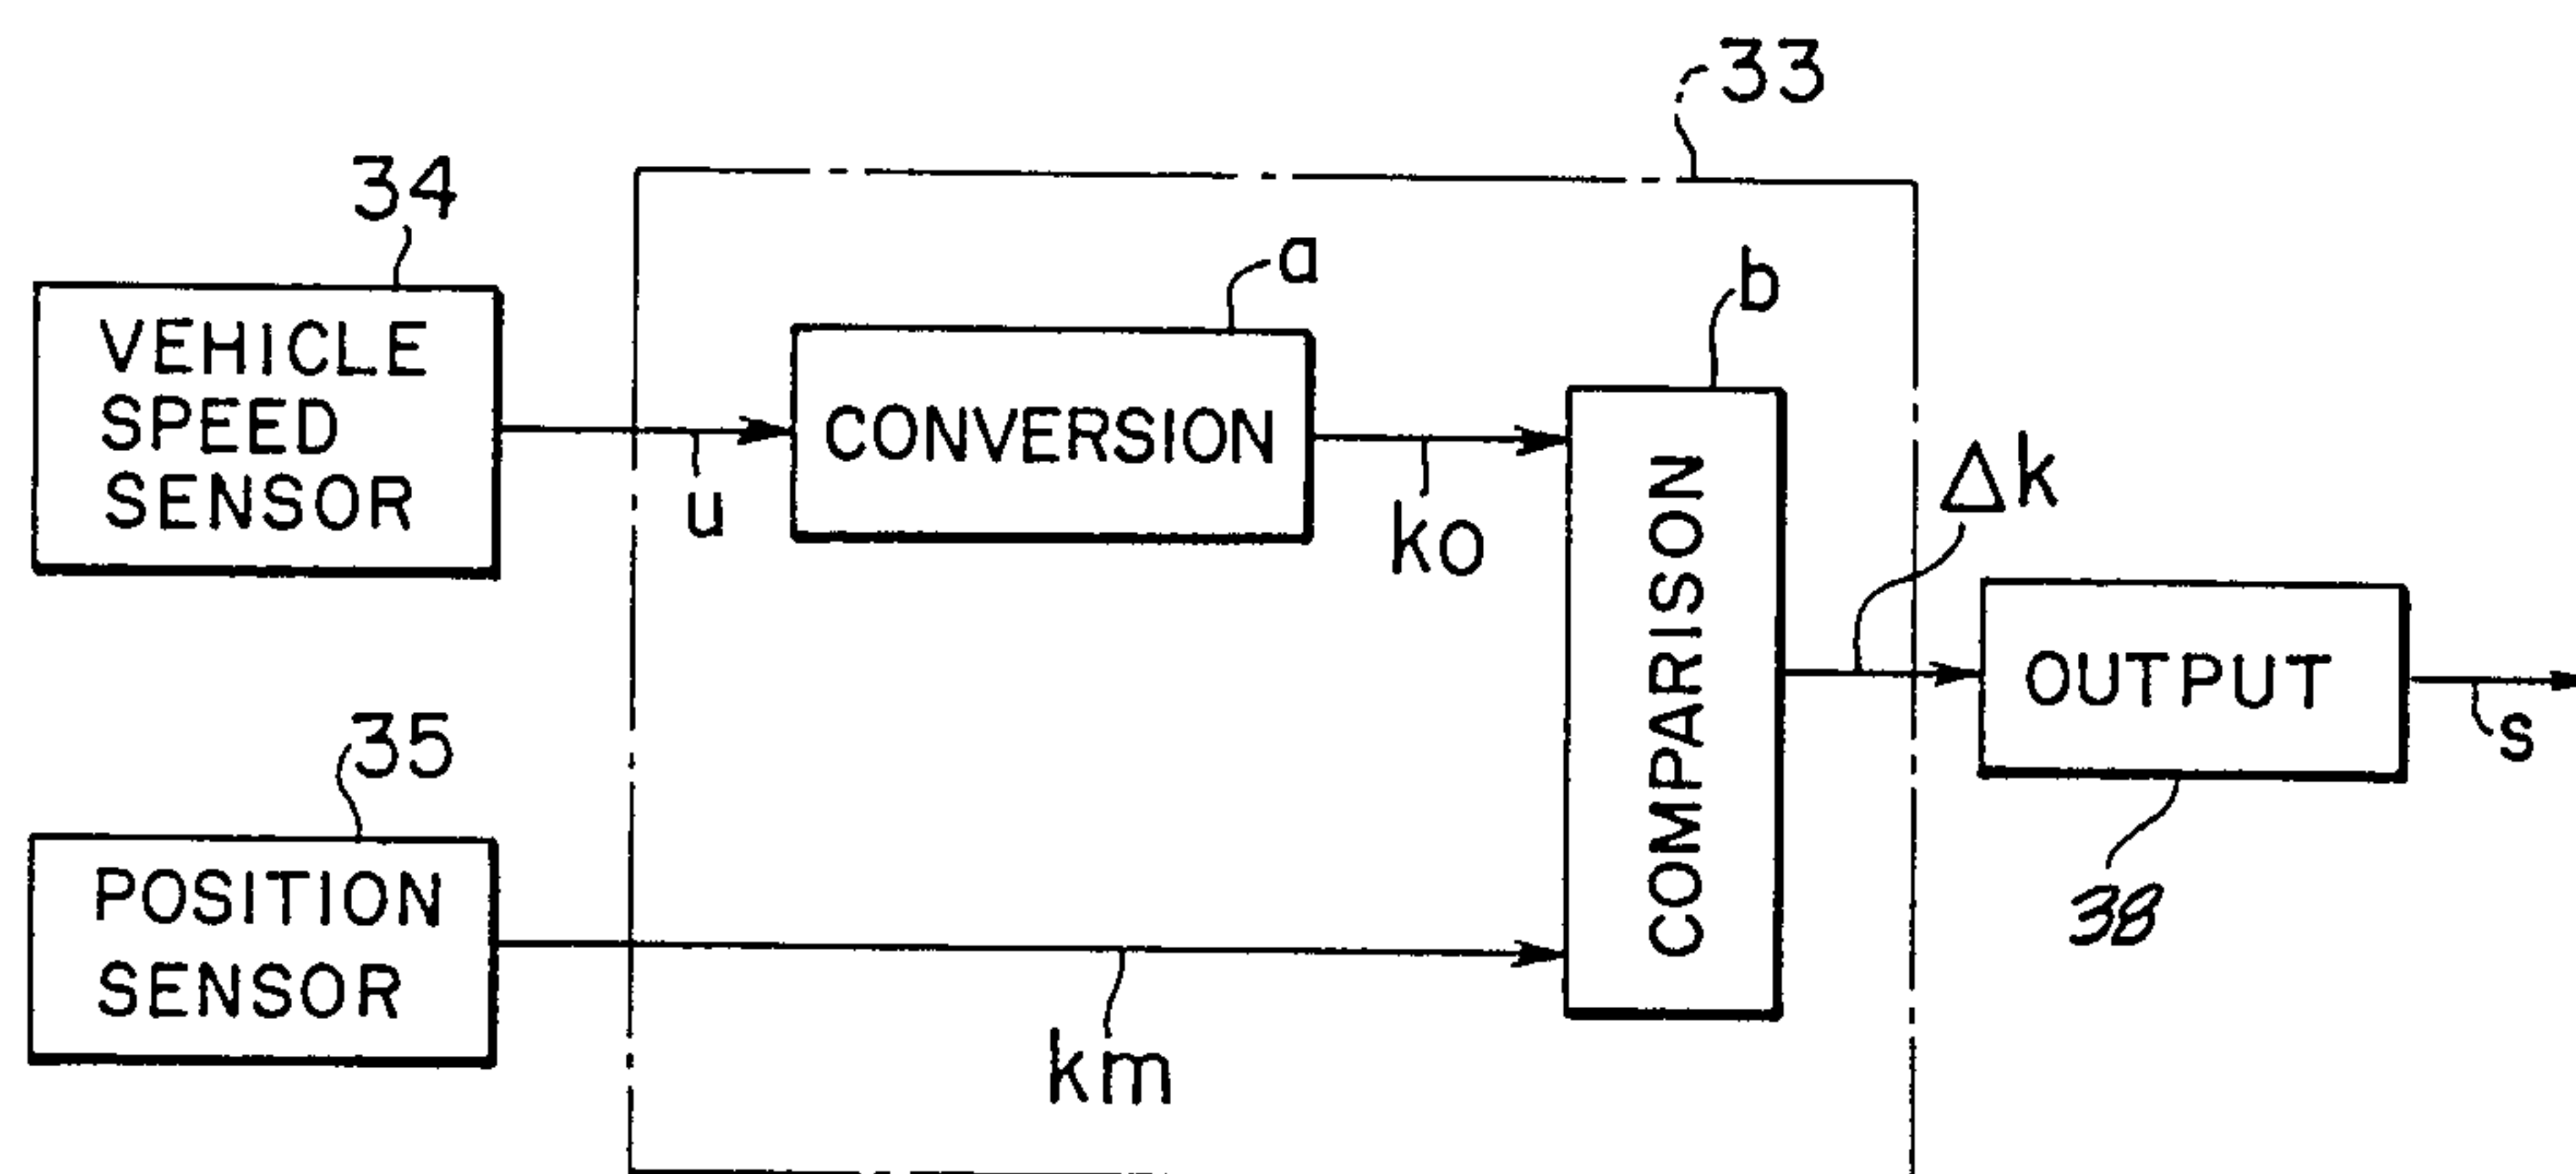 33
34
VEHICLE
SPEED
SENSOR
u
a
CONVERSION
ko
b
COMPARISON
Δk
OUTPUT
s
38
35
POSITION
SENSOR
km